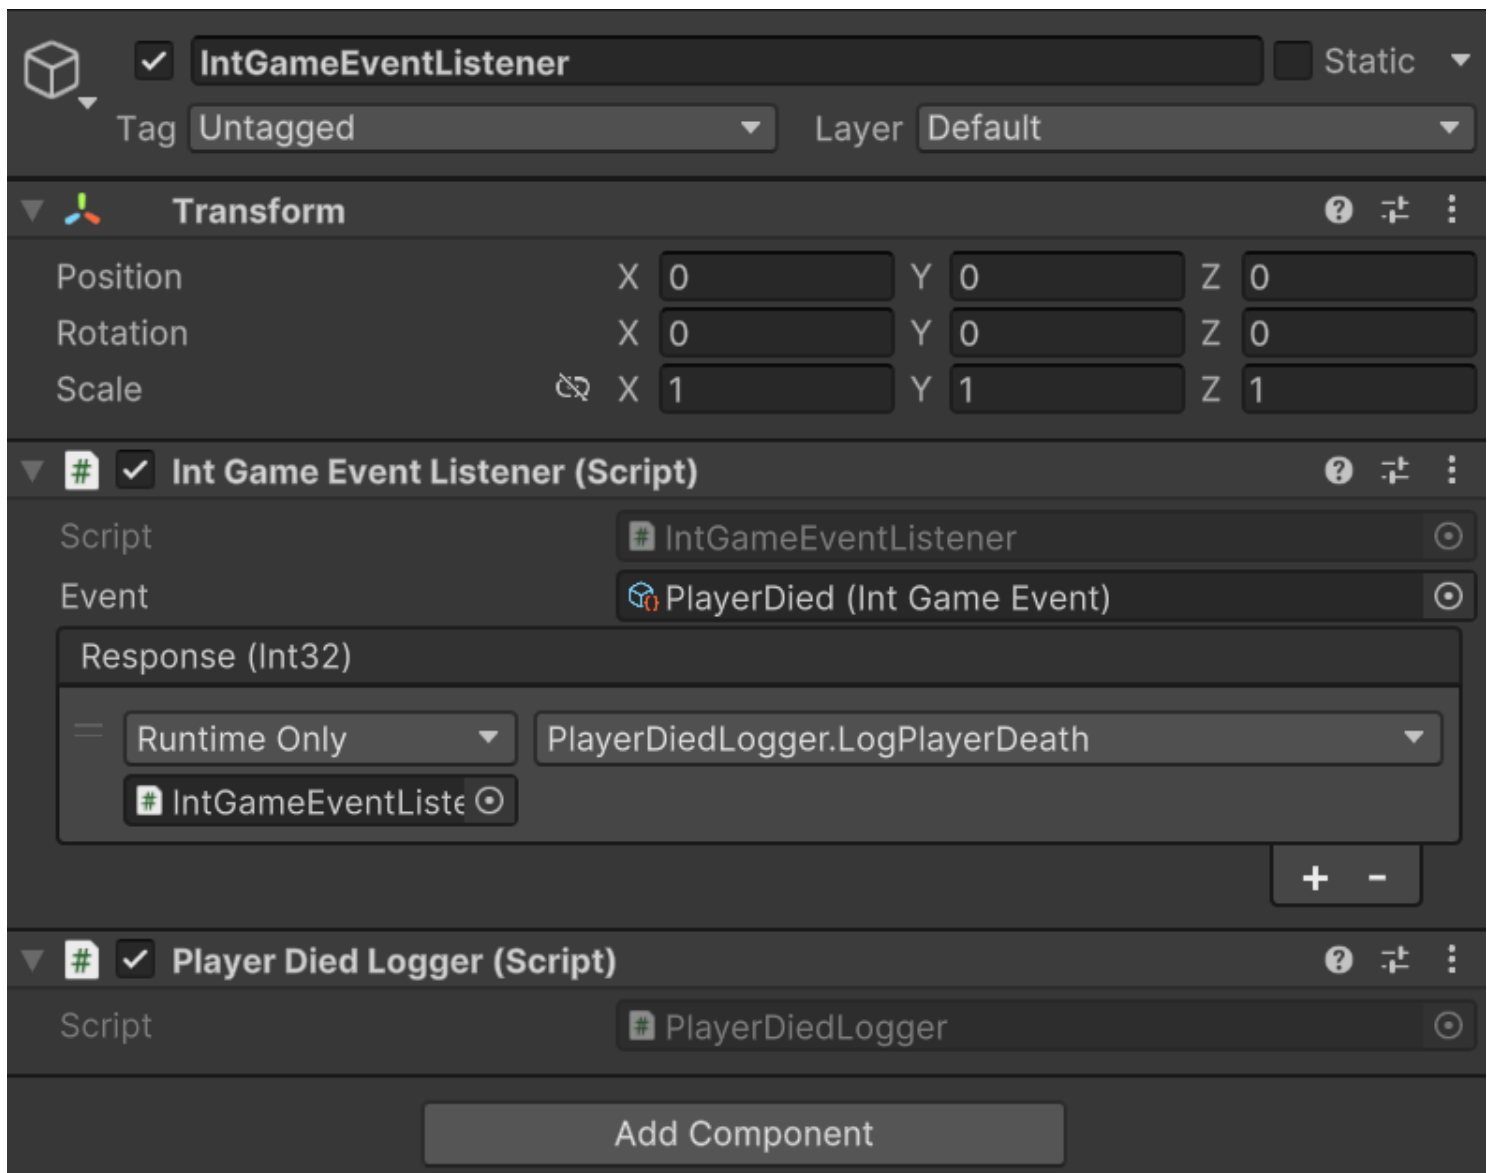 IntGameEventListener Static
Tag Untagged Layer Default
Transform
Position X 0 Y 0 Z 0
Rotation X 0 Y 0 Z 0
Scale X 1 Y 1 Z 1
# Int Game Event Listener (Script)
Script # IntGameEventListener
Event PlayerDied (Int Game Event)
Response (Int32)
Runtime Only PlayerDiedLogger.LogPlayerDeath
# IntGameEventListe
+ -
# Player Died Logger (Script)
Script # PlayerDiedLogger
Add Component